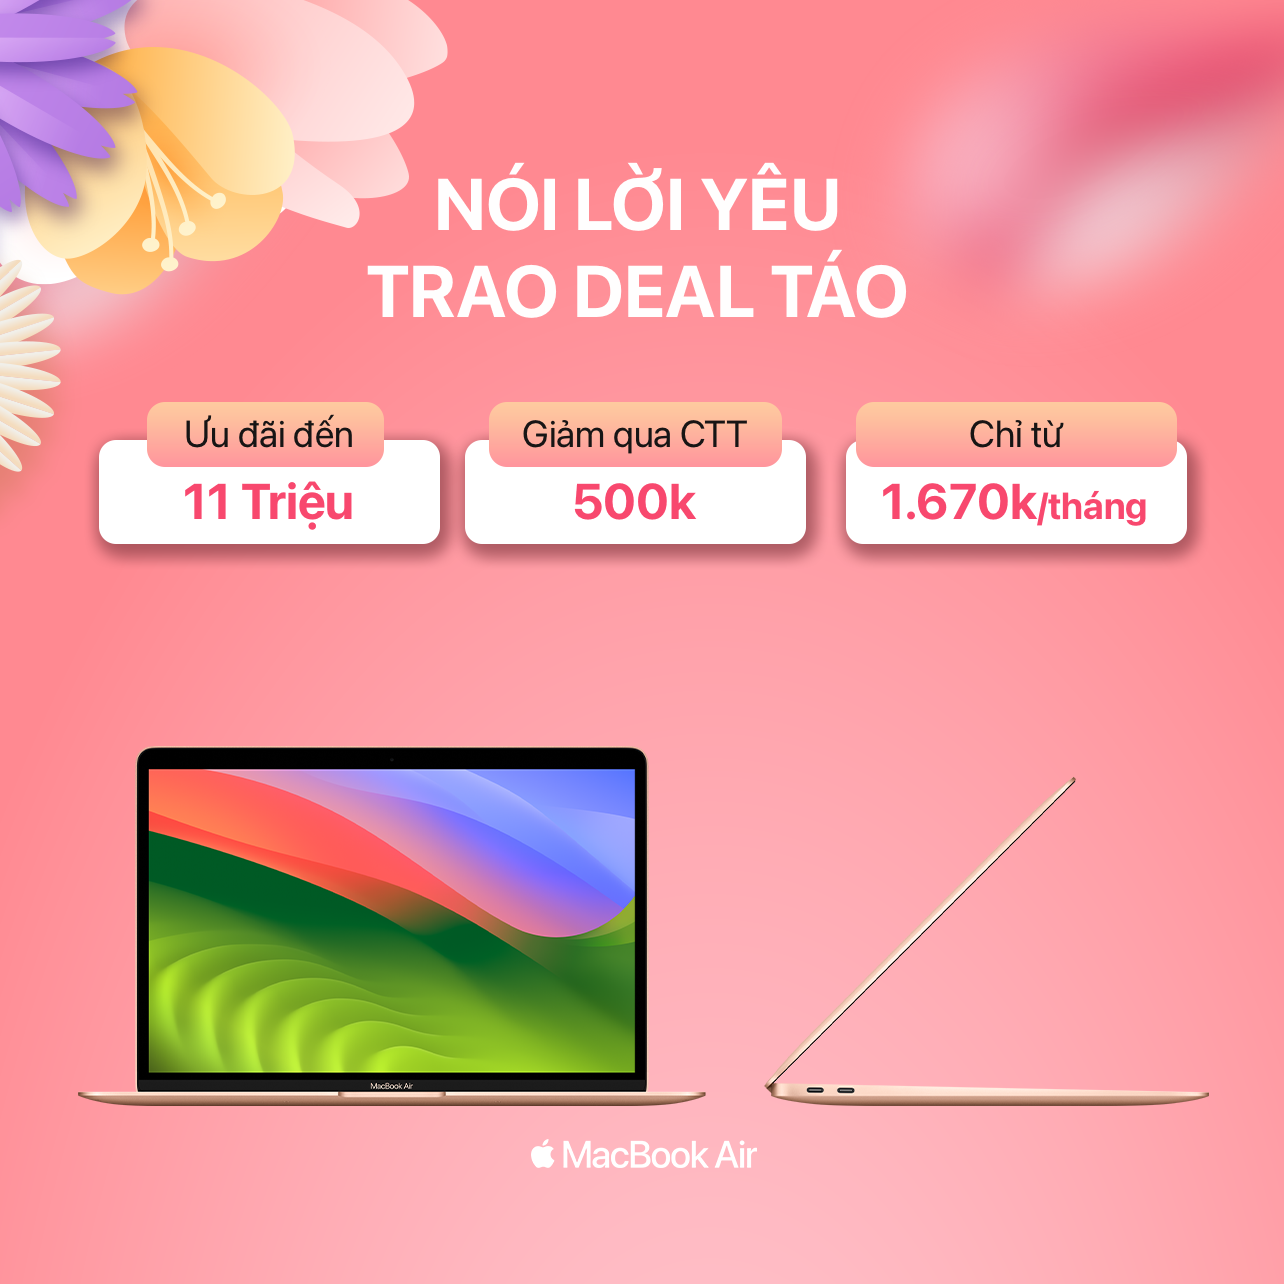 NÓI LỜI YÊU
TRAO DEAL TÁO
Ưu đãi đến
11 Triệu
Giảm qua CTT
500k
Chỉ từ
1.670k/tháng
MacBook Air
MacBook Air